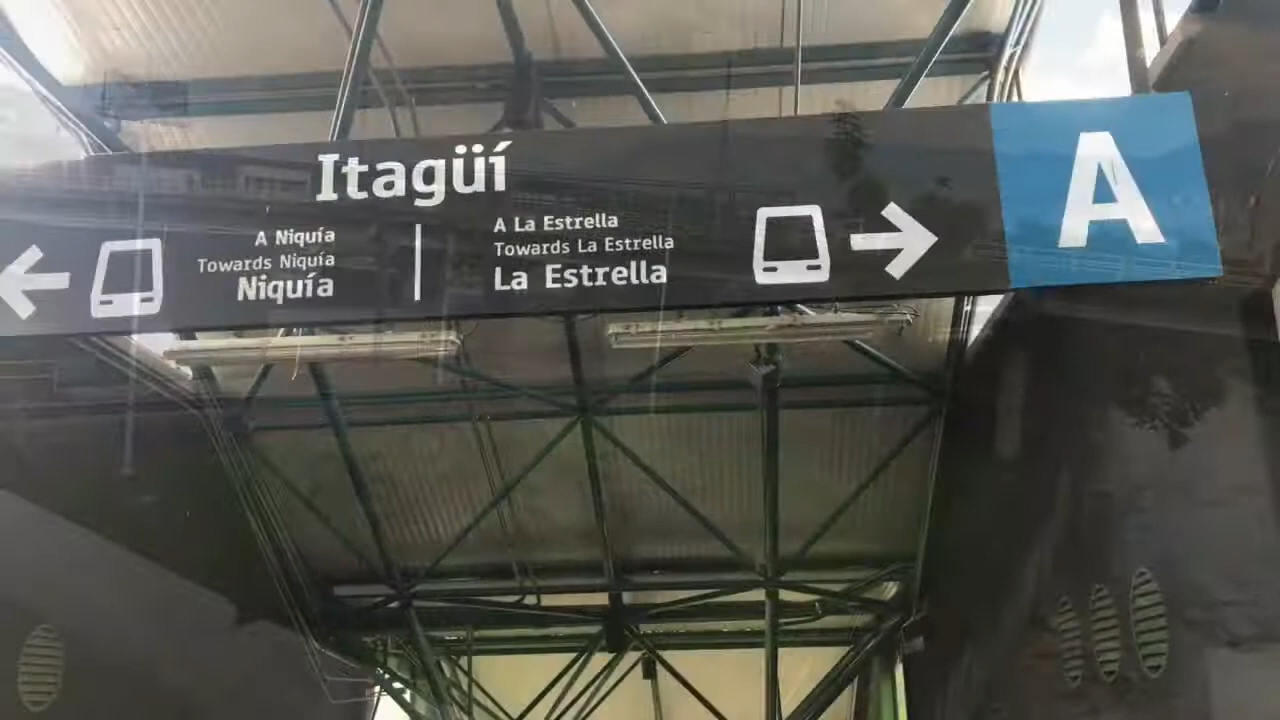 Itagüí
A Niquía
Towards Niquía
Niquía
A La Estrella
Towards La Estrella
La Estrella
A